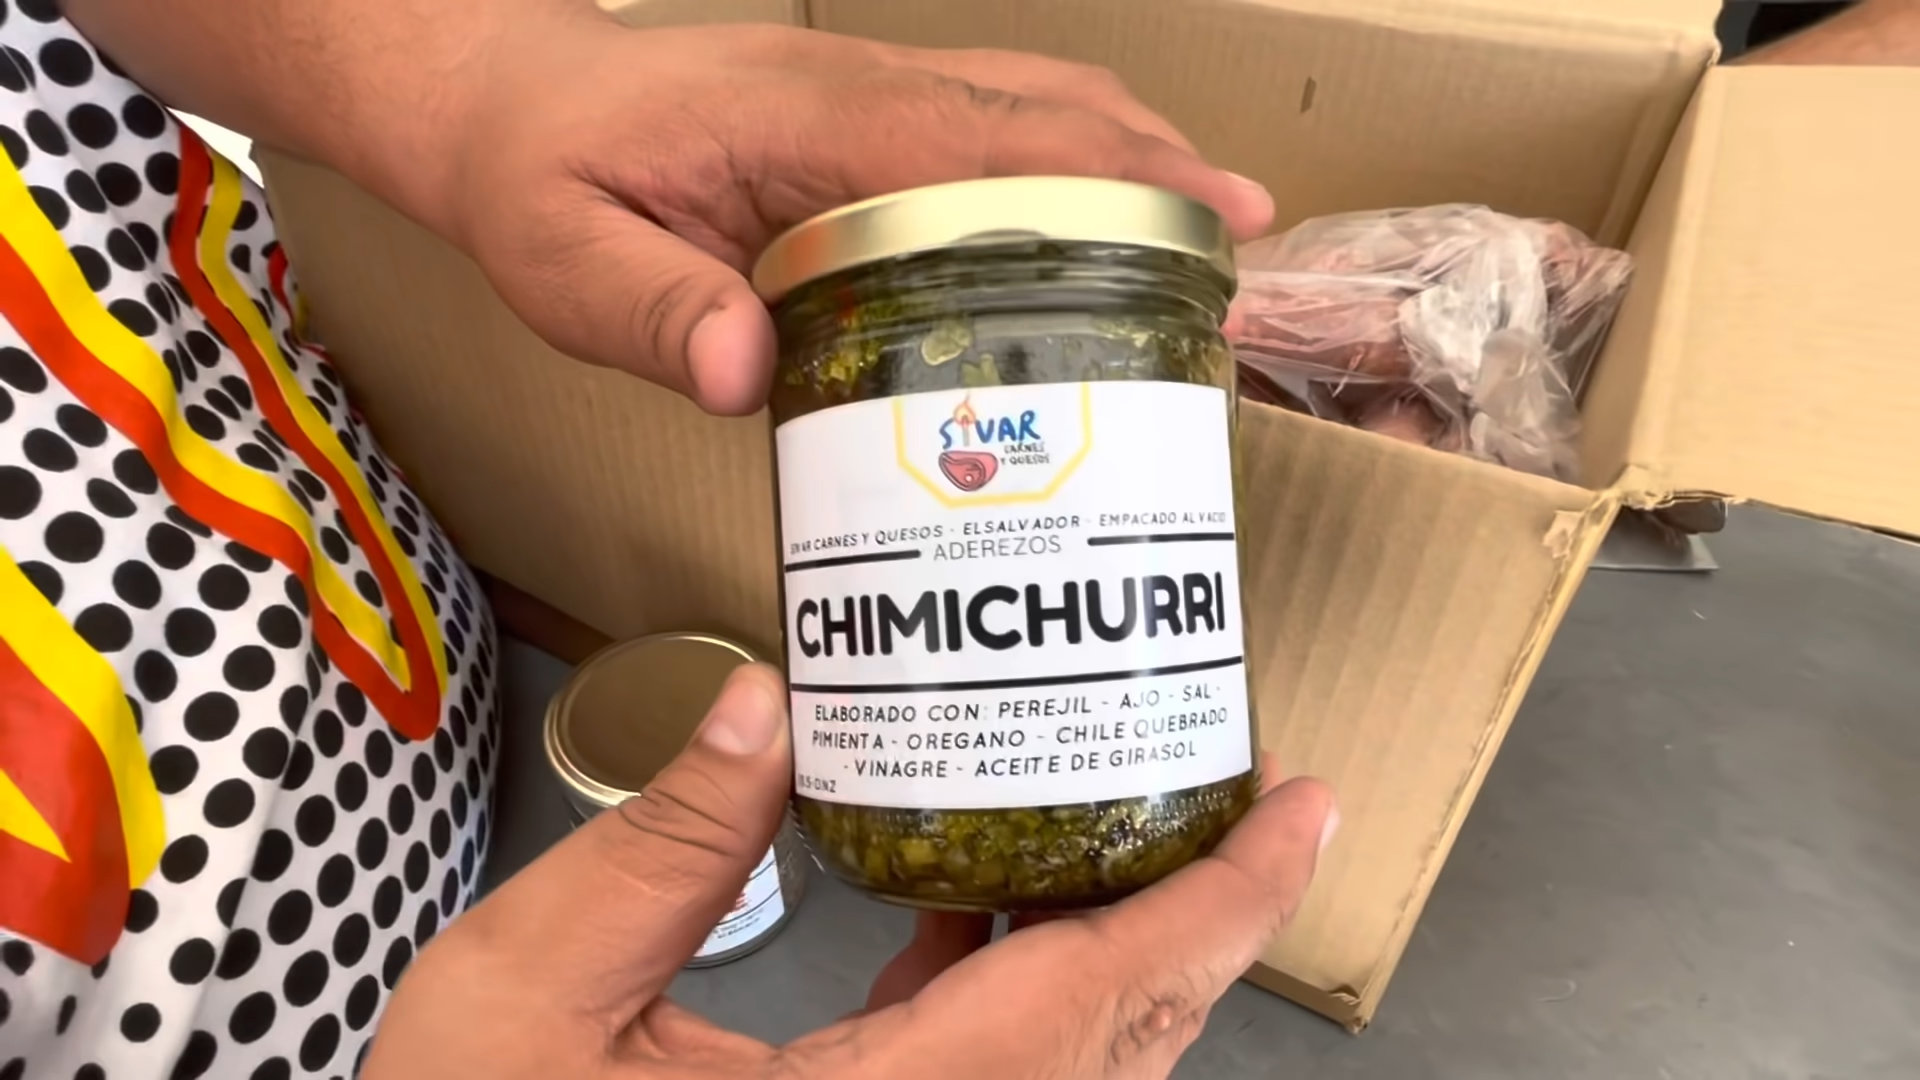 SIVAR
CARNES
Y QUESOS
SIVAR CARNES Y QUESOS - ELSALVADOR - EMPACADO AL VACIO
ADEREZOS
CHIMICHURRI
ELABORADO CON: PEREJIL - AJO - SAL -
PIMIENTA - OREGANO - CHILE QUEBRADO
- VINAGRE - ACEITE DE GIRASOL